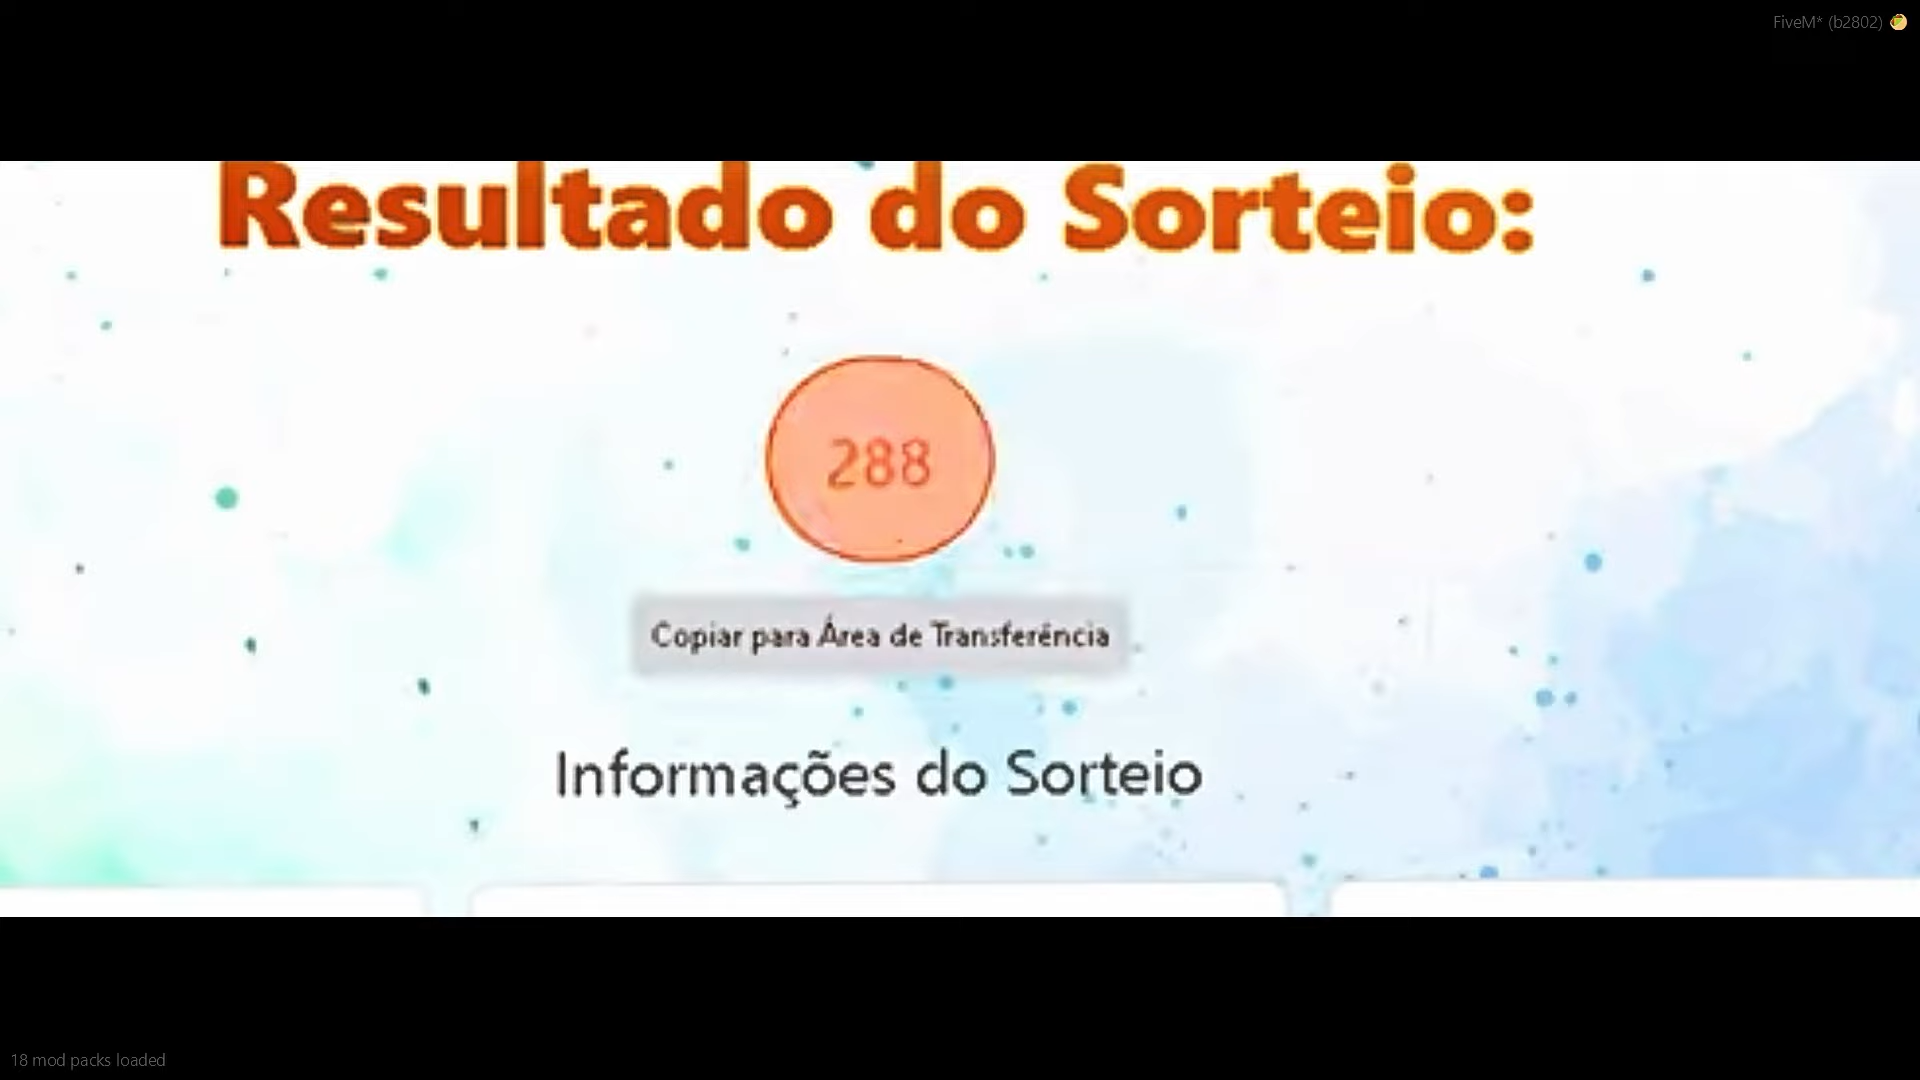 FiveM* (b2802)
Resultado do Sorteio:
288
Copiar para Área de Transferência
Informações do Sorteio
18 mod packs loaded